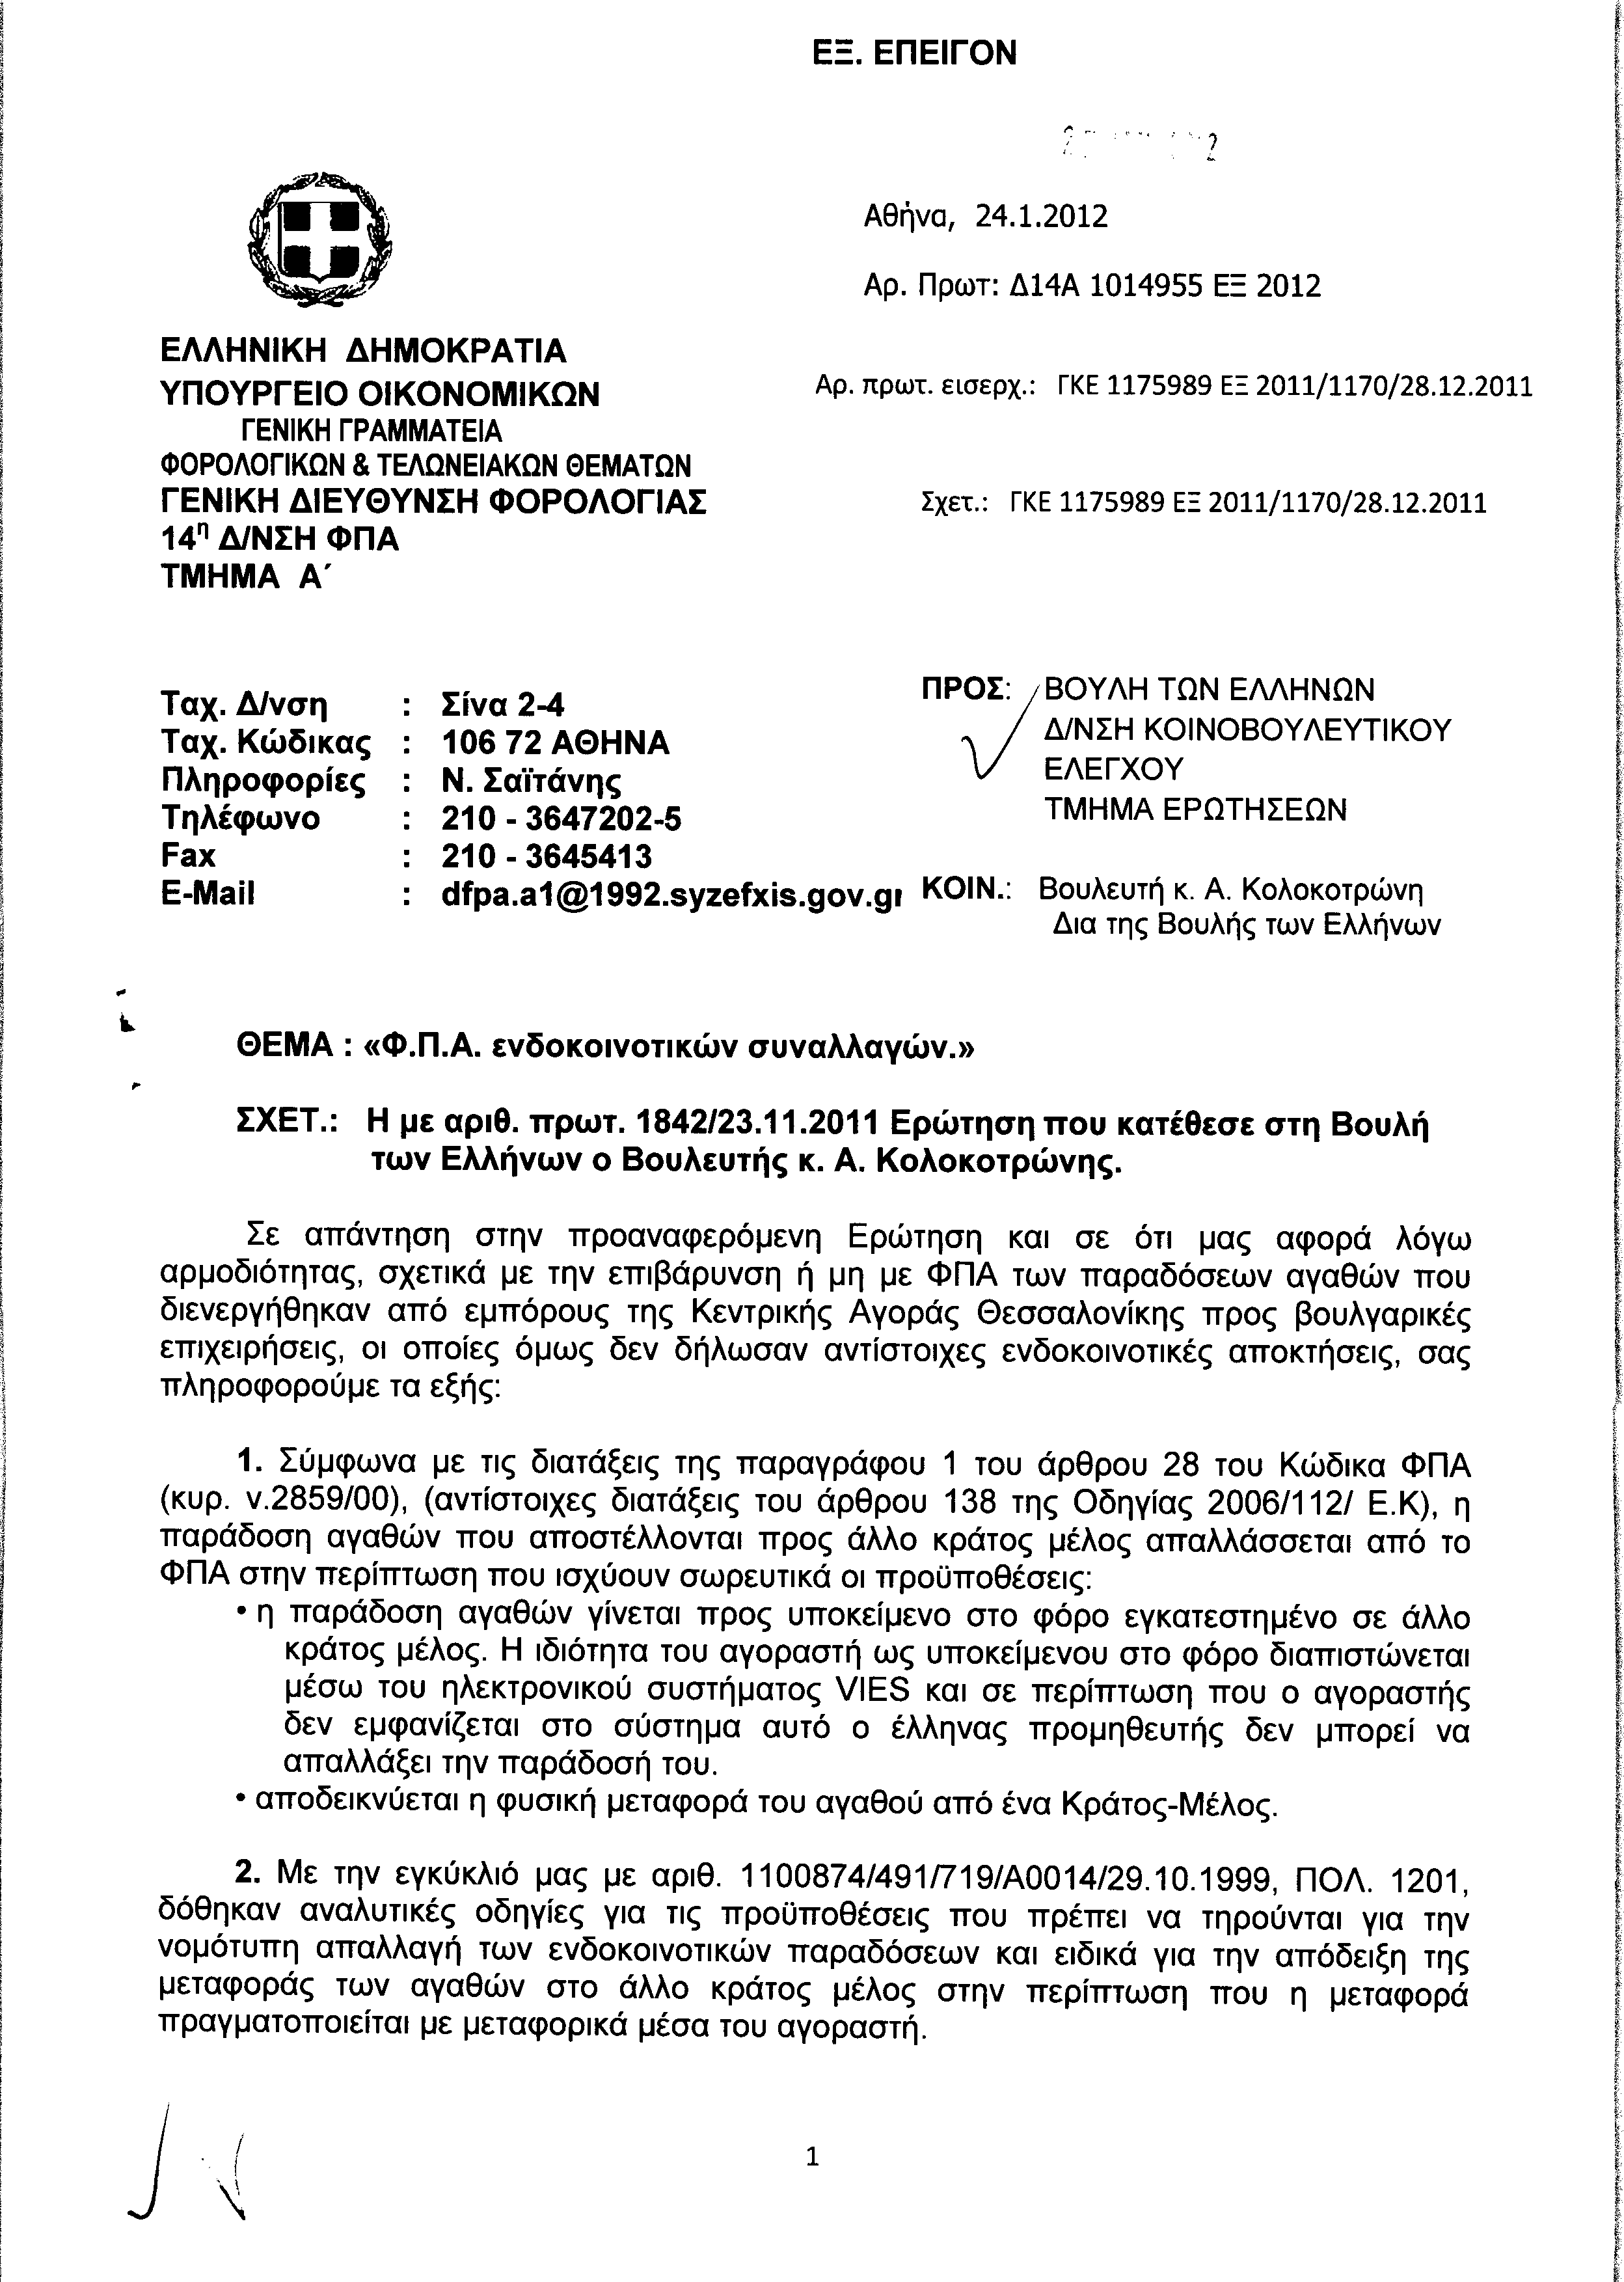 ΕΞ. ΕΠΕΙΓΟΝ
Αθήνα, 24.1.2012
Αρ. Πρωτ: Δ14Α 1014955 ΕΞ 2012
ΕΛΛΗΝΙΚΗ ΔΗΜΟΚΡΑΤΙΑ
ΥΠΟΥΡΓΕΙΟ ΟΙΚΟΝΟΜΙΚΩΝ
Αρ. πρωτ. εισερχ.: ΓΚΕ 1175989 ΕΞ 2011/1170/28.12.2011
ΓΕΝΙΚΗ ΓΡΑΜΜΑΤΕΙΑ
ΦΟΡΟΛΟΓΙΚΩΝ & ΤΕΛΩΝΕΙΑΚΩΝ ΘΕΜΑΤΩΝ
ΓΕΝΙΚΗ ΔΙΕΥΘΥΝΣΗ ΦΟΡΟΛΟΓΙΑΣ
Σχετ.: ΓΚΕ 1175989 ΕΞ 2011/1170/28.12.2011
14η Δ/ΝΣΗ ΦΠΑ
ΤΜΗΜΑ Α΄
Ταχ. Δ/νση : Σίνα 2-4
Ταχ. Κώδικας : 106 72 ΑΘΗΝΑ
Πληροφορίες : Ν. Σαϊτάνης
Τηλέφωνο : 210 - 3647202-5
Fax : 210 - 3645413
E-Mail : dfpa.a1@1992.syzefxis.gov.gr
ΠΡΟΣ: ΒΟΥΛΗ ΤΩΝ ΕΛΛΗΝΩΝ
Δ/ΝΣΗ ΚΟΙΝΟΒΟΥΛΕΥΤΙΚΟΥ
ΕΛΕΓΧΟΥ
ΤΜΗΜΑ ΕΡΩΤΗΣΕΩΝ
ΚΟΙΝ.: Βουλευτή κ. Α. Κολοκοτρώνη
Δια της Βουλής των Ελλήνων
ΘΕΜΑ : «Φ.Π.Α. ενδοκοινοτικών συναλλαγών.»
ΣΧΕΤ.: Η με αριθ. πρωτ. 1842/23.11.2011 Ερώτηση που κατέθεσε στη Βουλή
των Ελλήνων ο Βουλευτής κ. Α. Κολοκοτρώνης.
Σε απάντηση στην προαναφερόμενη Ερώτηση και σε ότι μας αφορά λόγω
αρμοδιότητας, σχετικά με την επιβάρυνση ή μη με ΦΠΑ των παραδόσεων αγαθών που
διενεργήθηκαν από εμπόρους της Κεντρικής Αγοράς Θεσσαλονίκης προς βουλγαρικές
επιχειρήσεις, οι οποίες όμως δεν δήλωσαν αντίστοιχες ενδοκοινοτικές αποκτήσεις, σας
πληροφορούμε τα εξής:
1. Σύμφωνα με τις διατάξεις της παραγράφου 1 του άρθρου 28 του Κώδικα ΦΠΑ
(κυρ. ν.2859/00), (αντίστοιχες διατάξεις του άρθρου 138 της Οδηγίας 2006/112/ Ε.Κ), η
παράδοση αγαθών που αποστέλλονται προς άλλο κράτος μέλος απαλλάσσεται από το
ΦΠΑ στην περίπτωση που ισχύουν σωρευτικά οι προϋποθέσεις:
• η παράδοση αγαθών γίνεται προς υποκείμενο στο φόρο εγκατεστημένο σε άλλο
κράτος μέλος. Η ιδιότητα του αγοραστή ως υποκείμενου στο φόρο διαπιστώνεται
μέσω του ηλεκτρονικού συστήματος VIES και σε περίπτωση που ο αγοραστής
δεν εμφανίζεται στο σύστημα αυτό ο έλληνας προμηθευτής δεν μπορεί να
απαλλάξει την παράδοσή του.
• αποδεικνύεται η φυσική μεταφορά του αγαθού από ένα Κράτος-Μέλος.
2. Με την εγκύκλιό μας με αριθ. 1100874/491/719/Α0014/29.10.1999, ΠΟΛ. 1201,
δόθηκαν αναλυτικές οδηγίες για τις προϋποθέσεις που πρέπει να τηρούνται για την
νομότυπη απαλλαγή των ενδοκοινοτικών παραδόσεων και ειδικά για την απόδειξη της
μεταφοράς των αγαθών στο άλλο κράτος μέλος στην περίπτωση που η μεταφορά
πραγματοποιείται με μεταφορικά μέσα του αγοραστή.
1